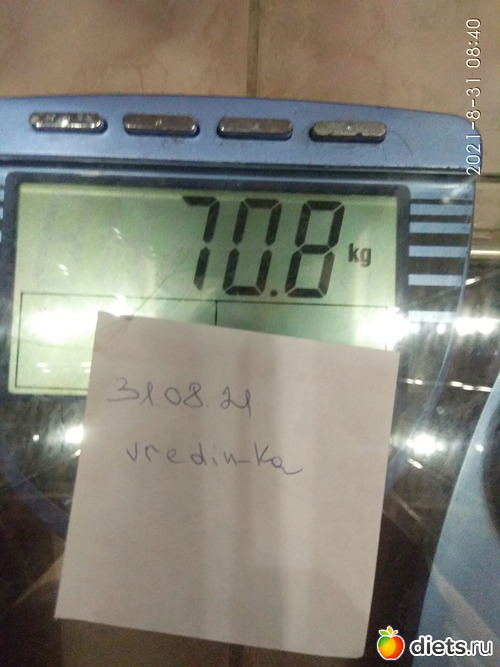 2021-8-31 08:40
70.8 kg
31.08.21
vredin-ka
diets.ru